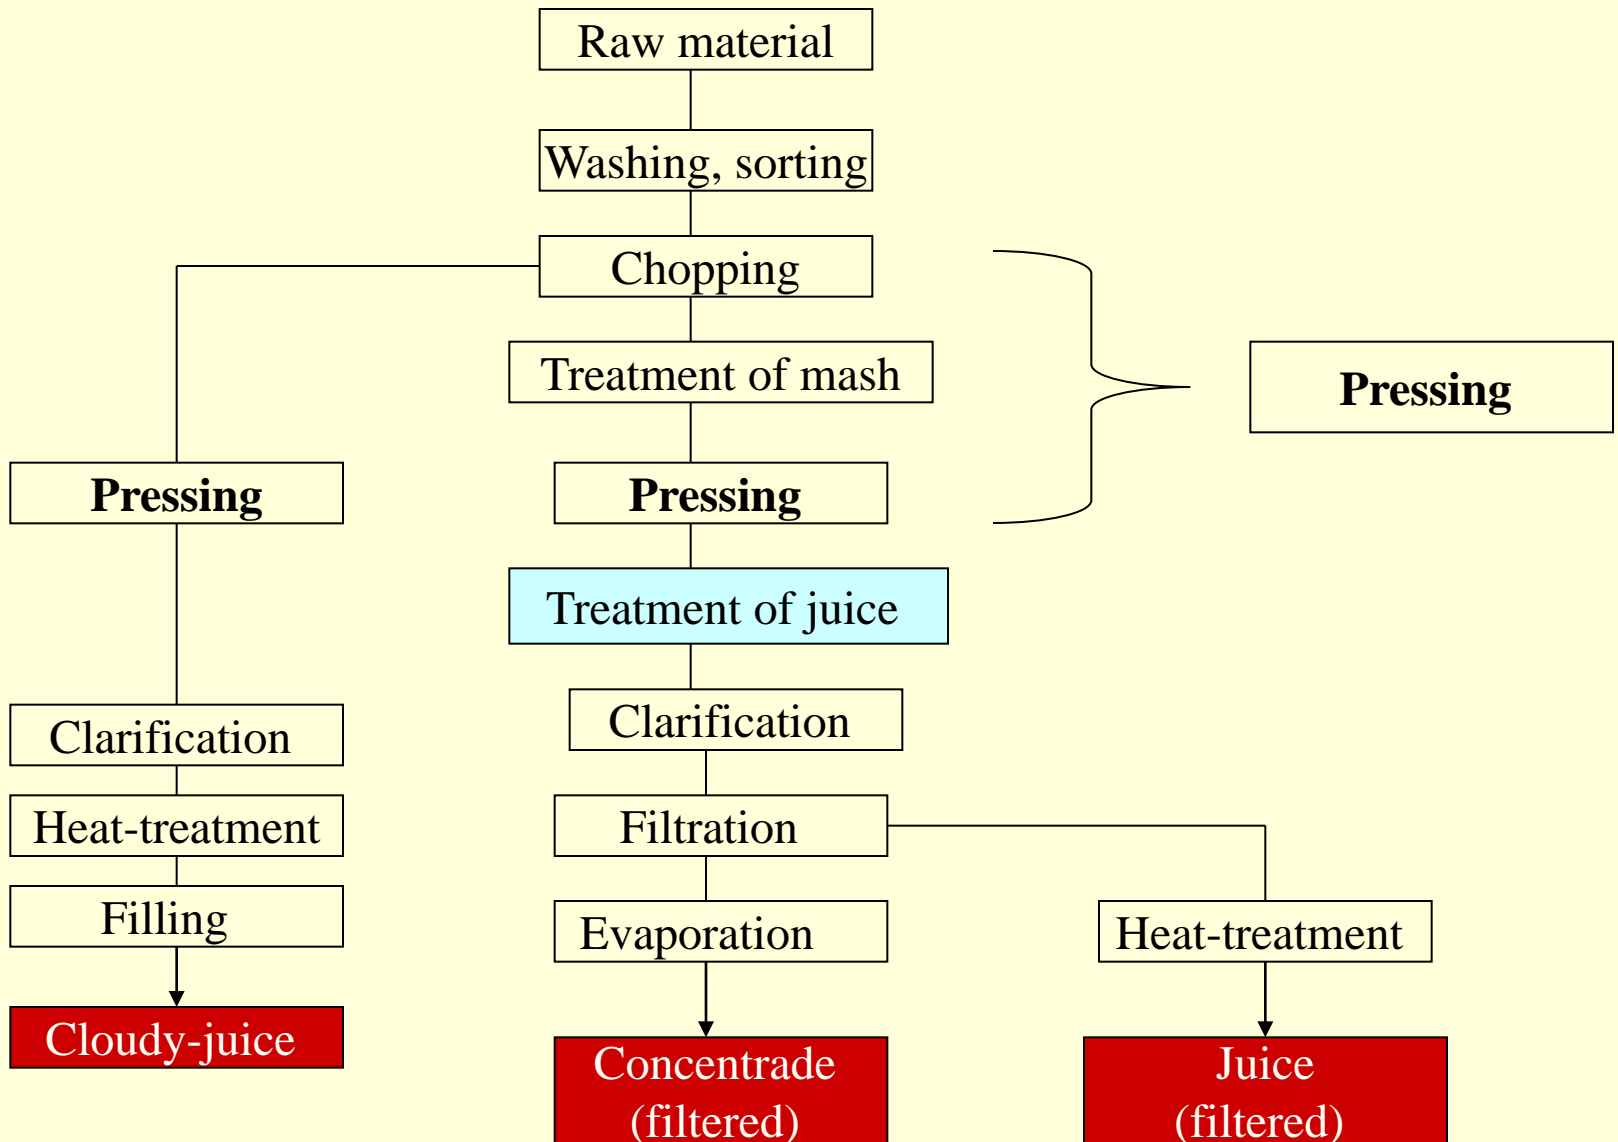 Raw material
Washing, sorting
Chopping
Treatment of mash
Pressing
Pressing
Pressing
Treatment of juice
Clarification
Clarification
Heat-treatment
Filtration
Filling
Evaporation
Heat-treatment
Cloudy-juice
Concentrade
(filtered)
Juice
(filtered)